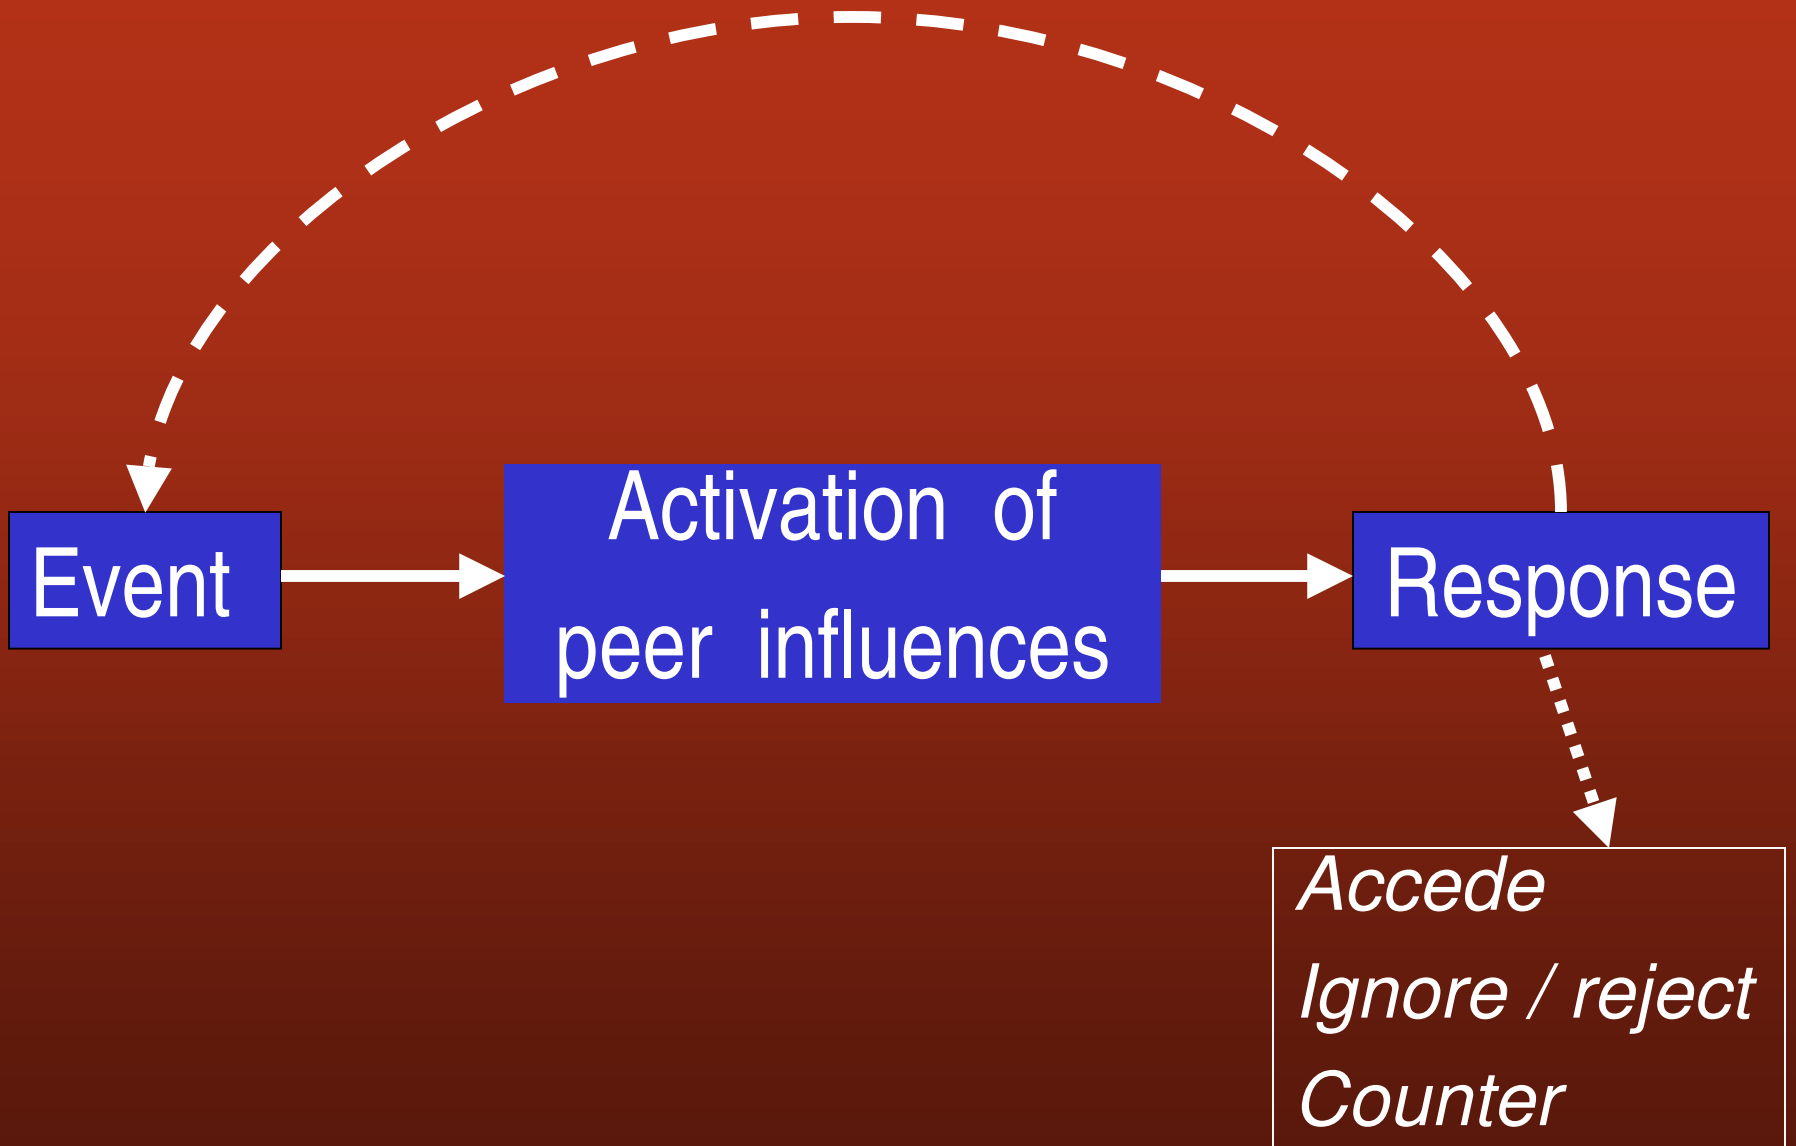 Event
Activation of
peer influences
Response
Accede
Ignore / reject
Counter